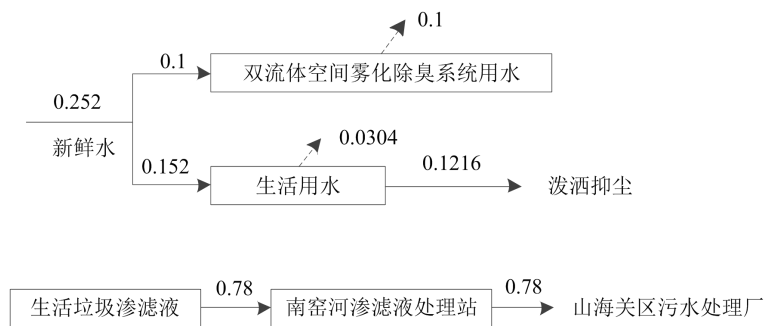 0.1
0.1
双流体空间雾化除臭系统用水
0.252
新鲜水
0.0304
0.152
生活用水
0.1216
泼洒抑尘
生活垃圾渗滤液
0.78
南窑河渗滤液处理站
0.78
山海关区污水处理厂